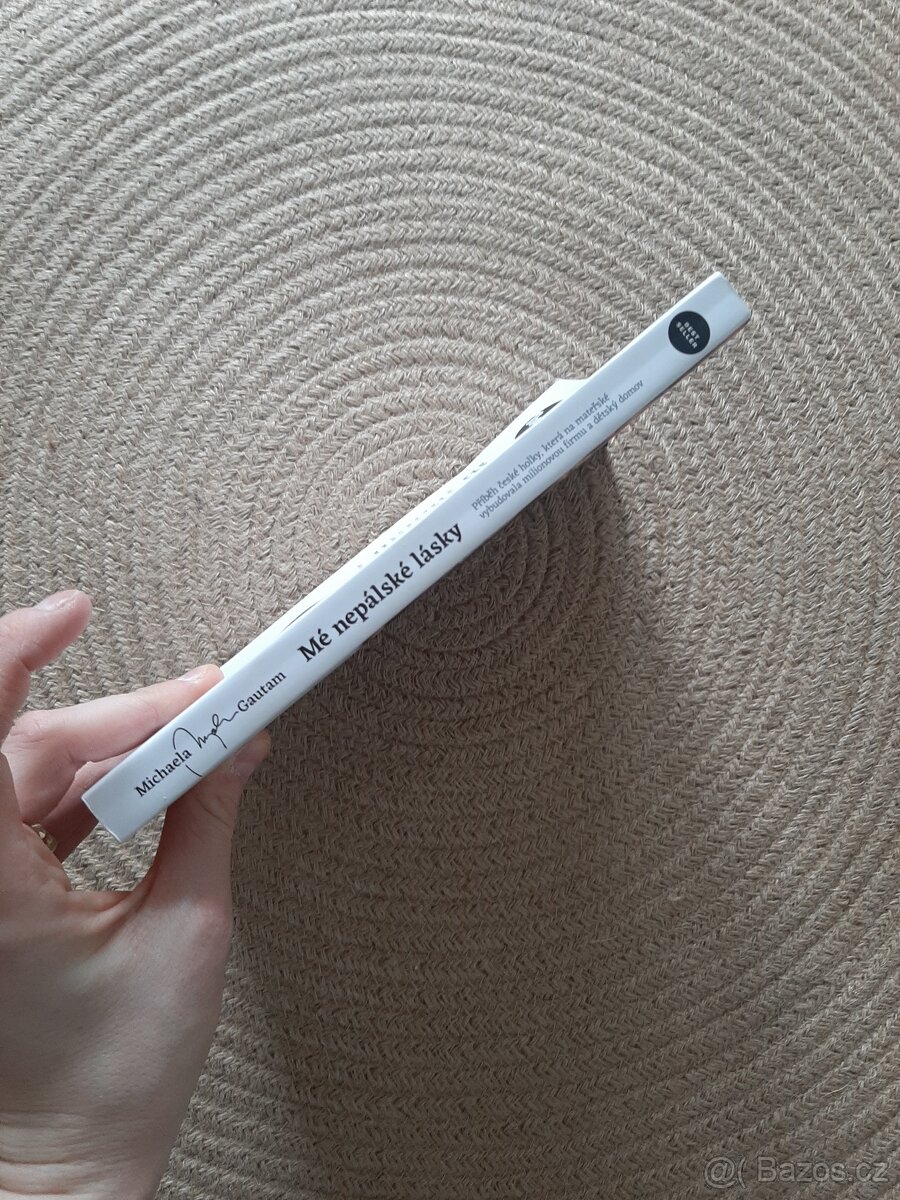 Michaela Gautam
Mé nepálské lásky
Příběh české holky, která na mateřské
vybudovala milionovou firmu a dětský domov
BEST
SELLER
@( Bazos.cz